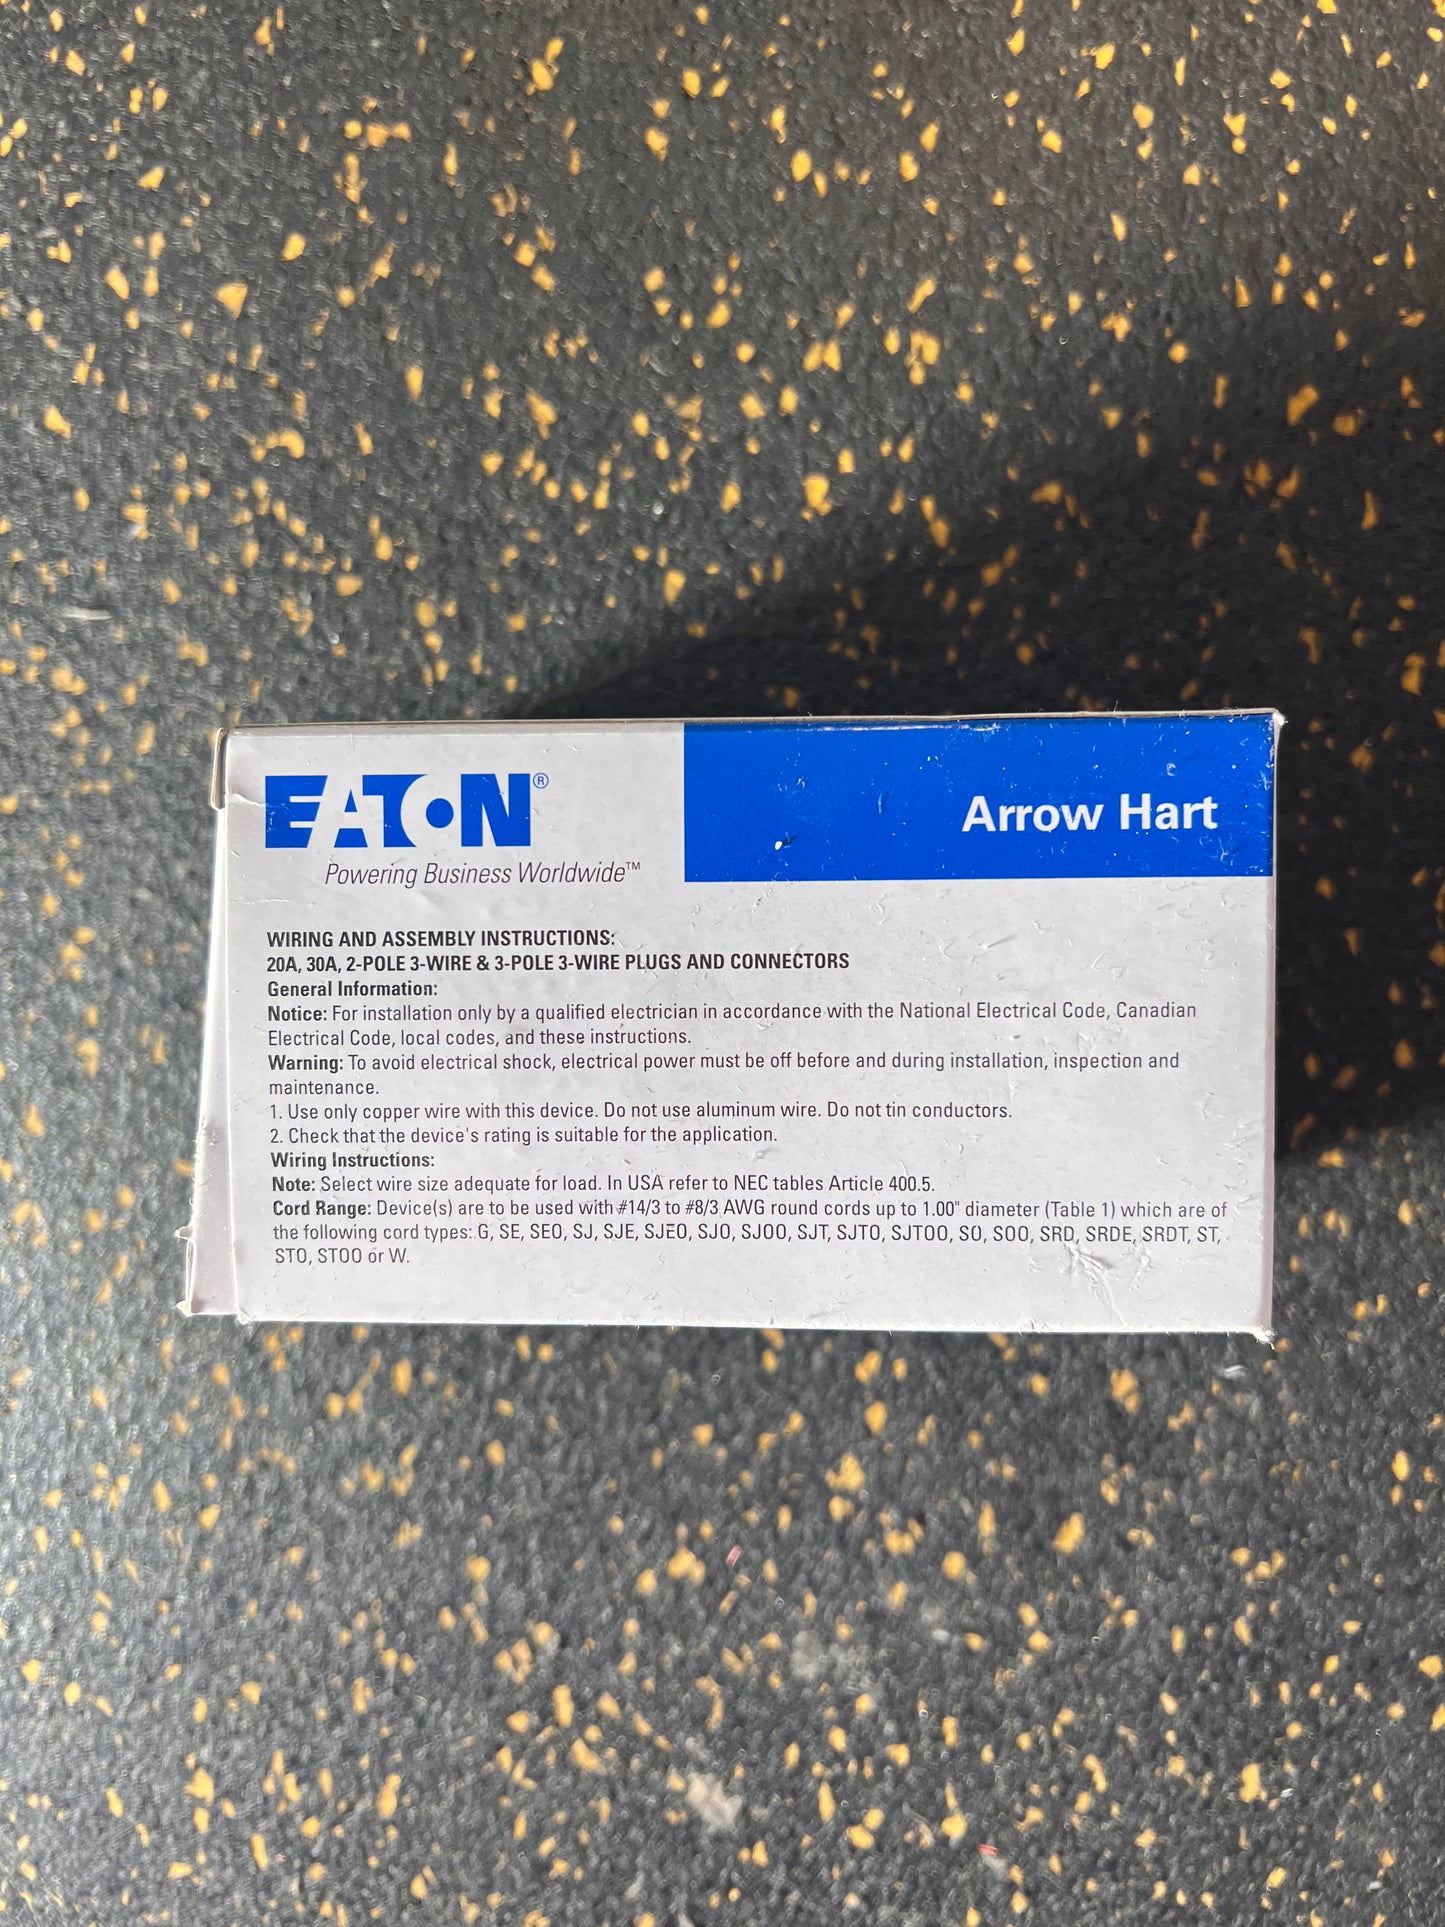 EATON®
Arrow Hart
Powering Business Worldwide™
WIRING AND ASSEMBLY INSTRUCTIONS:
20A, 30A, 2-POLE 3-WIRE & 3-POLE 3-WIRE PLUGS AND CONNECTORS
General Information:
Notice: For installation only by a qualified electrician in accordance with the National Electrical Code, Canadian
Electrical Code, local codes, and these instructions.
Warning: To avoid electrical shock, electrical power must be off before and during installation, inspection and
maintenance.
1. Use only copper wire with this device. Do not use aluminum wire. Do not tin conductors.
2. Check that the device's rating is suitable for the application.
Wiring Instructions:
Note: Select wire size adequate for load. In USA refer to NEC tables Article 400.5.
Cord Range: Device(s) are to be used with #14/3 to #8/3 AWG round cords up to 1.00" diameter (Table 1) which are of
the following cord types: G, SE, SEO, SJ, SJE, SJEO, SJO, SJOO, SJT, SJTO, SJTOO, SO, SOO, SRD, SRDE, SRDT, ST,
STO, STOO or W.